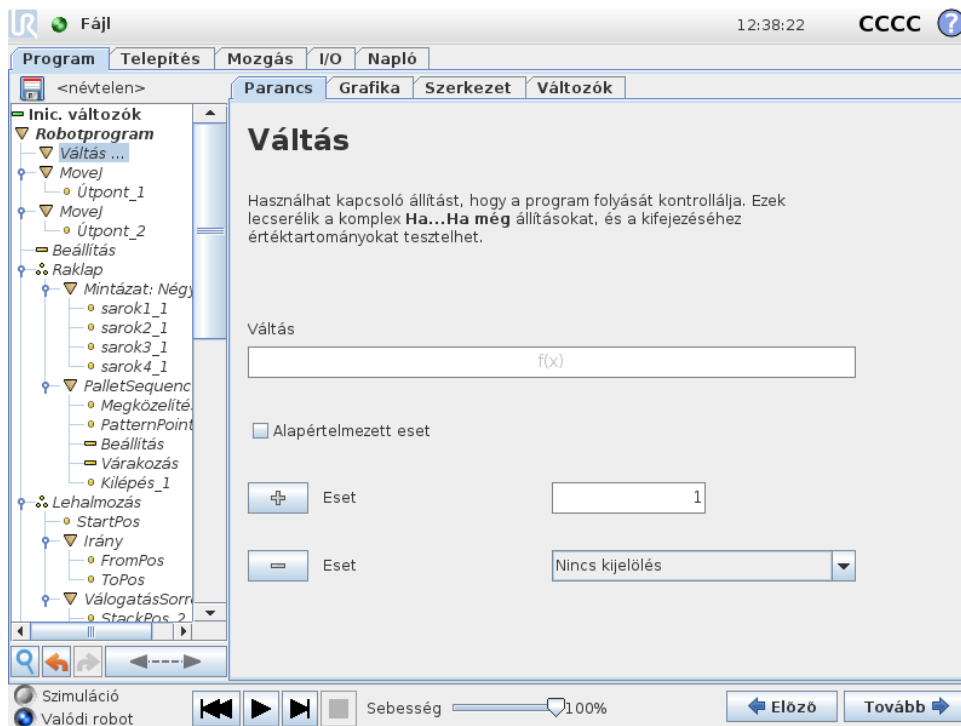 UR Fájl 12:38:22 CCCC ?
Program Telepítés Mozgás I/O Napló
<névtelen>
Parancs Grafika Szerkezet Változók
Inic. változók
Robotprogram
Váltás ...
MoveJ
Útpont_1
MoveJ
Útpont_2
Beállítás
Raklap
Mintázat: Négy
sarok1_1
sarok2_1
sarok3_1
sarok4_1
PalletSequenc
Megközelíté
PatternPoint
Beállítás
Várakozás
Kilépés_1
Lehalmozás
StartPos
Irány
FromPos
ToPos
VálogatásSorr
StackPos_2
Váltás
Használhat kapcsoló állítást, hogy a program folyását kontrollálja. Ezek
lecserélik a komplex Ha...Ha még állításokat, és a kifejezéséhez
értéktartományokat tesztelhet.
Váltás
f(x)
Alapértelmezett eset
Eset 1
Eset Nincs kijelölés
Szimuláció
Valódi robot
Sebesség 100%
Előző Tovább